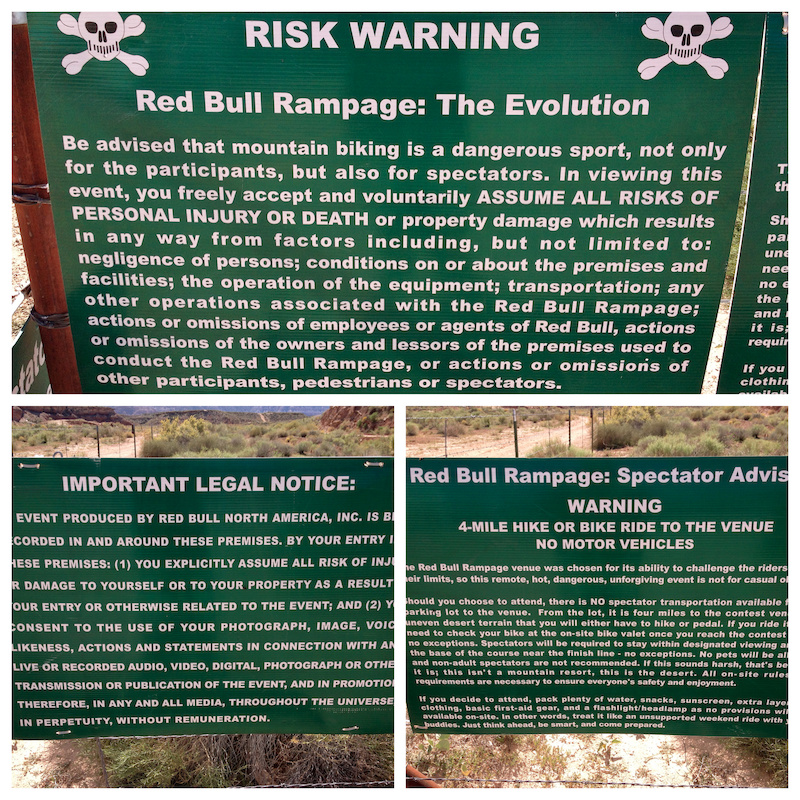 RISK WARNING
Red Bull Rampage: The Evolution
Be advised that mountain biking is a dangerous sport, not only
for the participants, but also for spectators. In viewing this
event, you freely accept and voluntarily ASSUME ALL RISKS OF
PERSONAL INJURY OR DEATH or property damage which results
in any way from factors including, but not limited to:
negligence of persons; conditions on or about the premises and
facilities; the operation of the equipment; transportation; any
other operations associated with the Red Bull Rampage;
actions or omissions of employees or agents of Red Bull, actions
or omissions of the owners and lessors of the premises used to
conduct the Red Bull Rampage, or actions or omissions of
other participants, pedestrians or spectators.
IMPORTANT LEGAL NOTICE:
EVENT PRODUCED BY RED BULL NORTH AMERICA, INC. IS
IN AND AROUND THESE PREMISES. BY YOUR ENTRY
PREMISES: (1) YOU EXPLICITLY ASSUME ALL RISK OF
DAMAGE TO YOURSELF OR TO YOUR PROPERTY AS A RESULT
ENTRY OR OTHERWISE RELATED TO THE EVENT; AND (2)
TO THE USE OF YOUR PHOTOGRAPH, IMAGE,
LIKENESS, ACTIONS AND STATEMENTS IN CONNECTION WITH
LIVE OR RECORDED AUDIO, VIDEO, DIGITAL, PHOTOGRAPH OR
TRANSMISSION OR PUBLICATION OF THE EVENT, AND IN
THEREFORE, IN ANY AND ALL MEDIA, THROUGHOUT THE UNIVERSE
IN PERPETUITY, WITHOUT REMUNERATION.
Red Bull Rampage: Spectator
WARNING
4-MILE HIKE OR BIKE RIDE TO THE VENUE
NO MOTOR VEHICLES
Red Bull Rampage venue was chosen for its ability to challenge the riders
limits, so this remote, hot, dangerous, unforgiving event is not for casual
Should you choose to attend, there is NO spectator transportation available
parking lot to the venue. From the lot, it is four miles to the contest
uneven desert terrain that you will either have to hike or pedal. If you ride
need to check your bike at the on-site bike valet once you reach the contest
no exceptions. Spectators will be required to stay within designated viewing
the base of the course near the finish line - no exceptions. No pets will be
and non-adult spectators are not recommended. If this sounds harsh, that's
it is; this isn't a mountain resort, this is the desert. All on-site rules
requirements are necessary to ensure everyone's safety and enjoyment.
If you decide to attend, pack plenty of water, snacks, sunscreen, extra
clothing, basic first-aid gear, and a flashlight/headlamp as no provisions will
available on-site. In other words, treat it like an unsupported weekend ride with
buddies. Just think ahead, be smart, and come prepared.